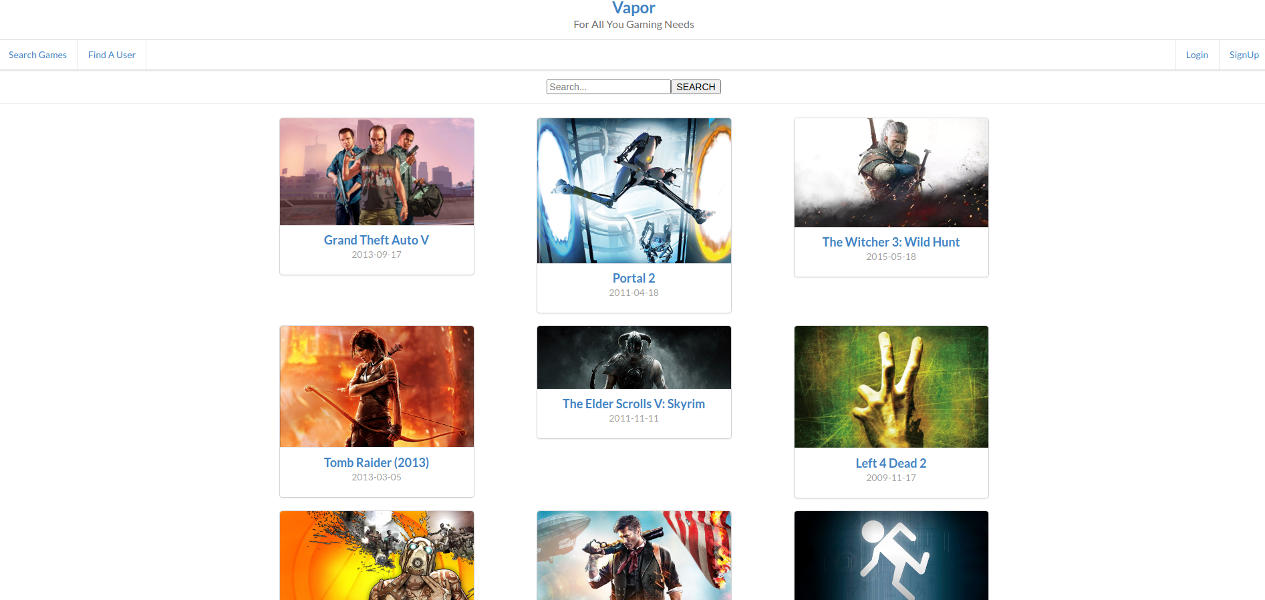 Vapor
For All You Gaming Needs
Search Games
Find A User
Login
SignUp
Search...
SEARCH
Grand Theft Auto V
2013-09-17
Portal 2
2011-04-18
The Witcher 3: Wild Hunt
2015-05-18
Tomb Raider (2013)
2013-03-05
The Elder Scrolls V: Skyrim
2011-11-11
Left 4 Dead 2
2009-11-17